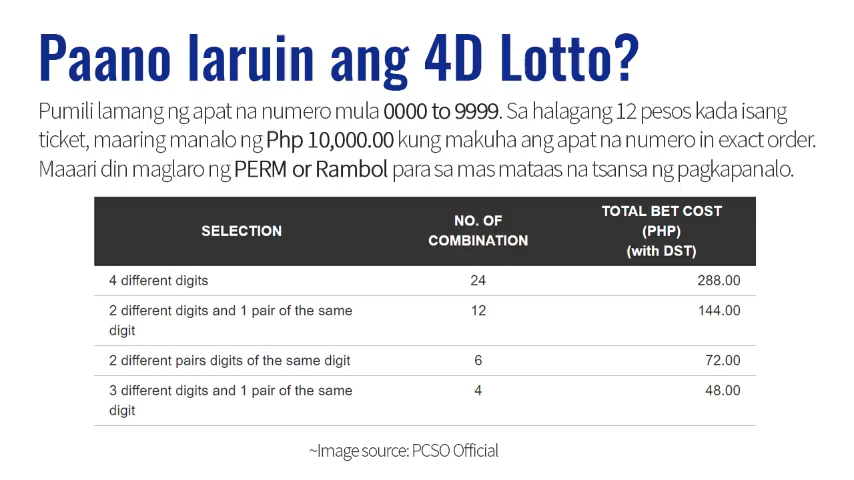 Paano laruin ang 4D Lotto?
Pumili lamang ng apat na numero mula 0000 to 9999. Sa halagang 12 pesos kada isang
ticket, maaring manalo ng Php 10,000.00 kung makuha ang apat na numero in exact order.
Maaari din maglaro ng PERM or Rambol para sa mas mataas na tsansa ng pagkapanalo.
SELECTION NO. OF COMBINATION TOTAL BET COST (PHP) (with DST)
4 different digits 24 288.00
2 different digits and 1 pair of the same digit 12 144.00
2 different pairs digits of the same digit 6 72.00
3 different digits and 1 pair of the same digit 4 48.00
~Image source: PCSO Official